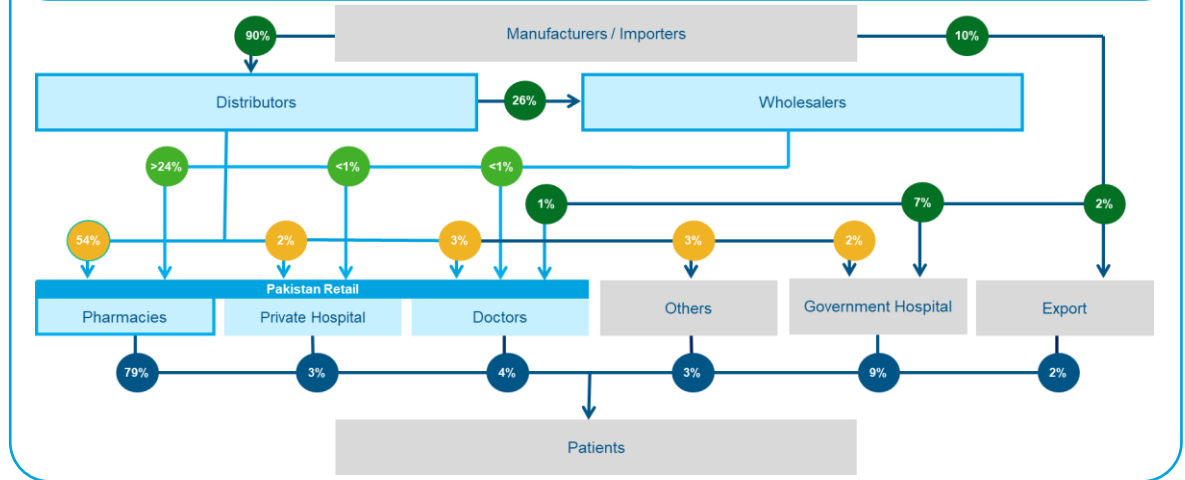 Manufacturers / Importers
90%
10%
Distributors
26%
Wholesalers
>24%
<1%
<1%
1%
7%
2%
54%
2%
3%
3%
2%
Pakistan Retail
Pharmacies
Private Hospital
Doctors
Others
Government Hospital
Export
79%
3%
4%
3%
9%
2%
Patients